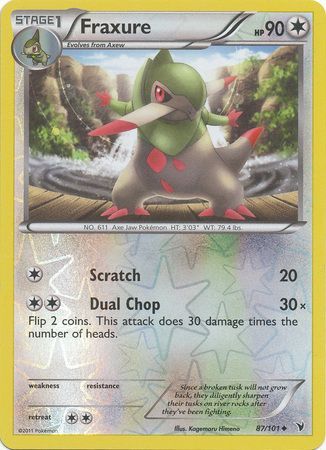 STAGE1
Fraxure
HP 90
Evolves from Axew
NO. 611 Axe Jaw Pokémon HT: 3'03" WT: 79.4 lbs.
Scratch 20
Dual Chop 30×
Flip 2 coins. This attack does 30 damage times the number of heads.
weakness resistance
Since a broken tusk will not grow
back, they diligently sharpen
their tusks on river rocks after
they've been fighting.
retreat
©2011 Pokémon
Illus. Kagemaru Himeno
87/101